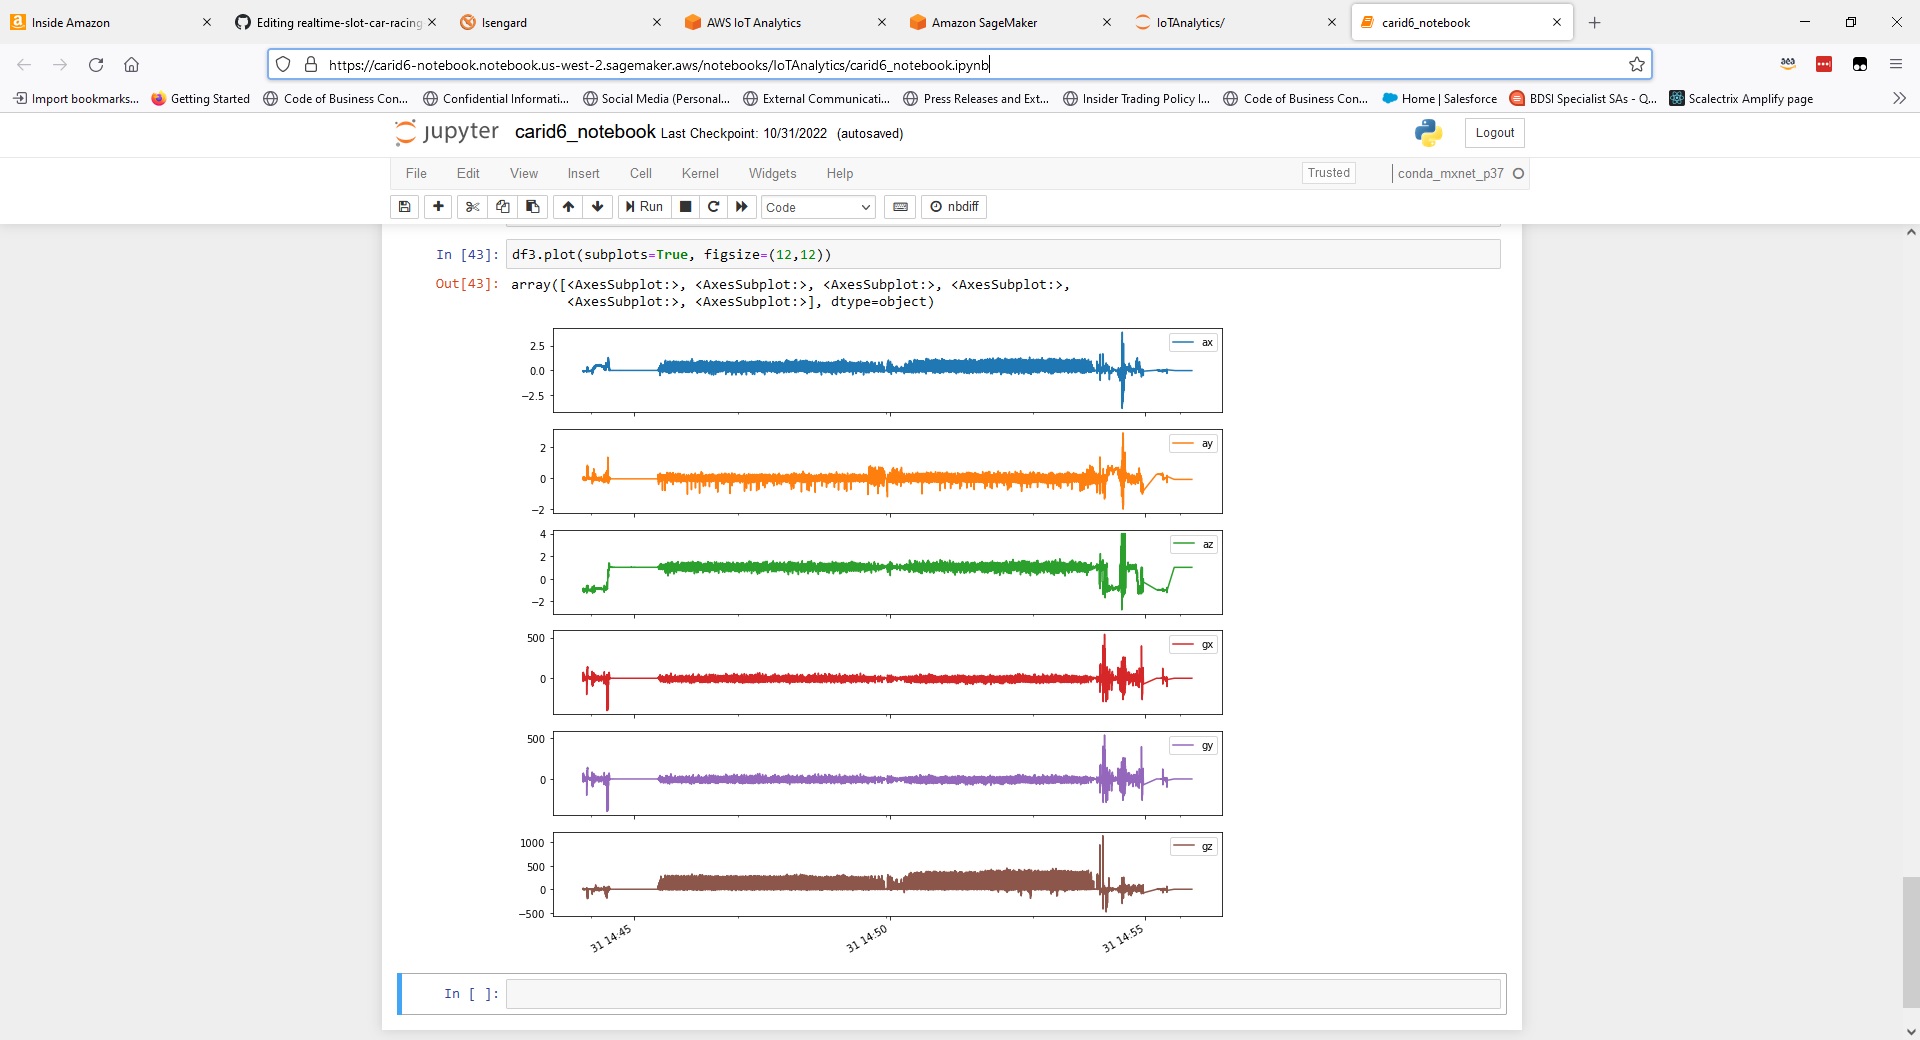 Inside Amazon
Editing realtime-slot-car-racing
Isengard
AWS IoT Analytics
Amazon SageMaker
IoTAnalytics/
carid6_notebook
https://carid6-notebook.notebook.us-west-2.sagemaker.aws/notebooks/IoTAnalytics/carid6_notebook.ipynb
Import bookmarks... Getting Started Code of Business Con... Confidential Informati... Social Media (Personal... External Communicati... Press Releases and Ext... Insider Trading Policy I... Code of Business Con... Home | Salesforce BDSI Specialist SAs - Q... Scalectrix Amplify page
jupyter carid6_notebook Last Checkpoint: 10/31/2022 (autosaved) Logout
File Edit View Insert Cell Kernel Widgets Help Trusted conda_mxnet_p37
Run Code nbdiff
In [43]: df3.plot(subplots=True, figsize=(12,12))
Out[43]: array([<AxesSubplot:>, <AxesSubplot:>, <AxesSubplot:>, <AxesSubplot:>,
<AxesSubplot:>, <AxesSubplot:>], dtype=object)
ax
2.5
0.0
−2.5
ay
2
0
−2
az
4
2
0
−2
gx
500
0
gy
500
0
gz
1000
500
0
−500
31 14:45
31 14:50
31 14:55
In [ ]: